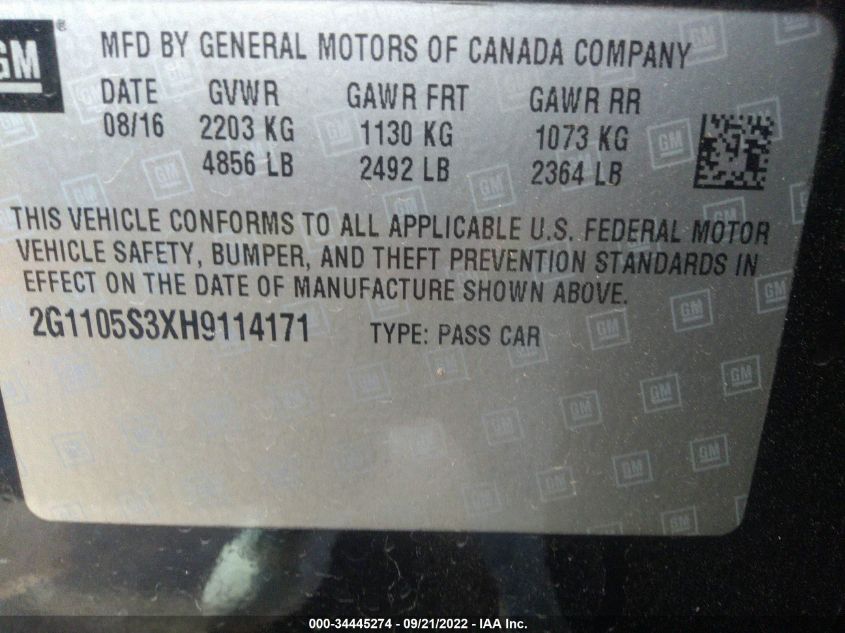 GM ®
MFD BY GENERAL MOTORS OF CANADA COMPANY
DATE GVWR GAWR FRT GAWR RR
08/16 2203 KG 1130 KG 1073 KG
4856 LB 2492 LB 2364 LB
THIS VEHICLE CONFORMS TO ALL APPLICABLE U.S. FEDERAL MOTOR
VEHICLE SAFETY, BUMPER, AND THEFT PREVENTION STANDARDS IN
EFFECT ON THE DATE OF MANUFACTURE SHOWN ABOVE.
2G1105S3XH9114171 TYPE: PASS CAR
000-34445274 - 09/21/2022 - IAA Inc.